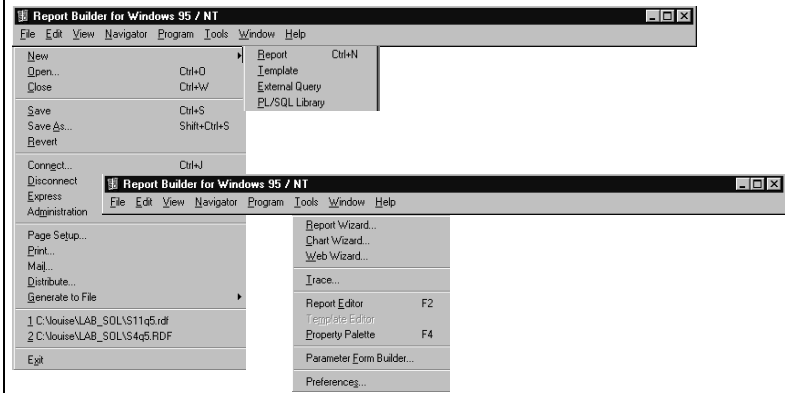 Report Builder for Windows 95 / NT
File Edit View Navigator Program Tools Window Help
New
Open... Ctrl+O
Close Ctrl+W
Save Ctrl+S
Save As... Shift+Ctrl+S
Revert
Connect... Ctrl+J
Disconnect
Express
Administration
Page Setup...
Print...
Mail...
Distribute...
Generate to File
1 C:\louise\LAB_SOL\S11q5.rdf
2 C:\louise\LAB_SOL\S4q5.RDF
Exit
Report Ctrl+N
Template
External Query
PL/SQL Library
Report Builder for Windows 95 / NT
File Edit View Navigator Program Tools Window Help
Report Wizard...
Chart Wizard...
Web Wizard...
Trace...
Report Editor F2
Template Editor
Property Palette F4
Parameter Form Builder...
Preferences...